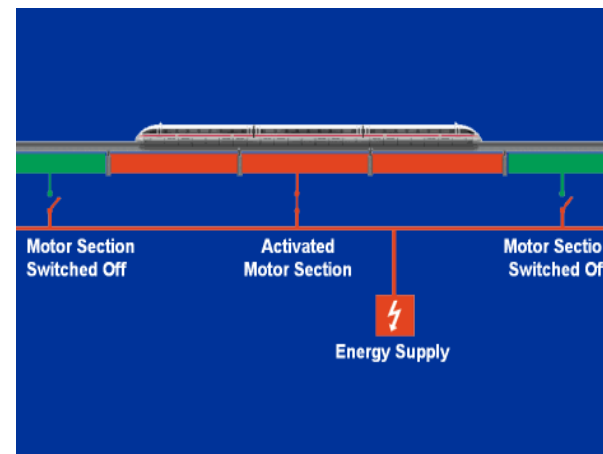 Motor Section
Switched Off
Activated
Motor Section
Motor Sectio
Switched Of
Energy Supply